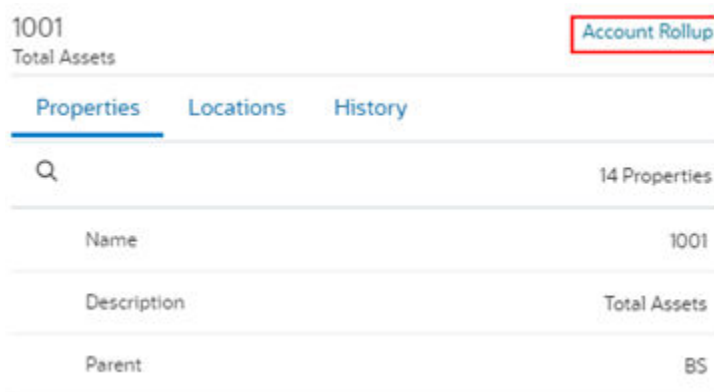 1001
Account Rollup
Total Assets
Properties Locations History
14 Properties
Name 1001
Description Total Assets
Parent BS